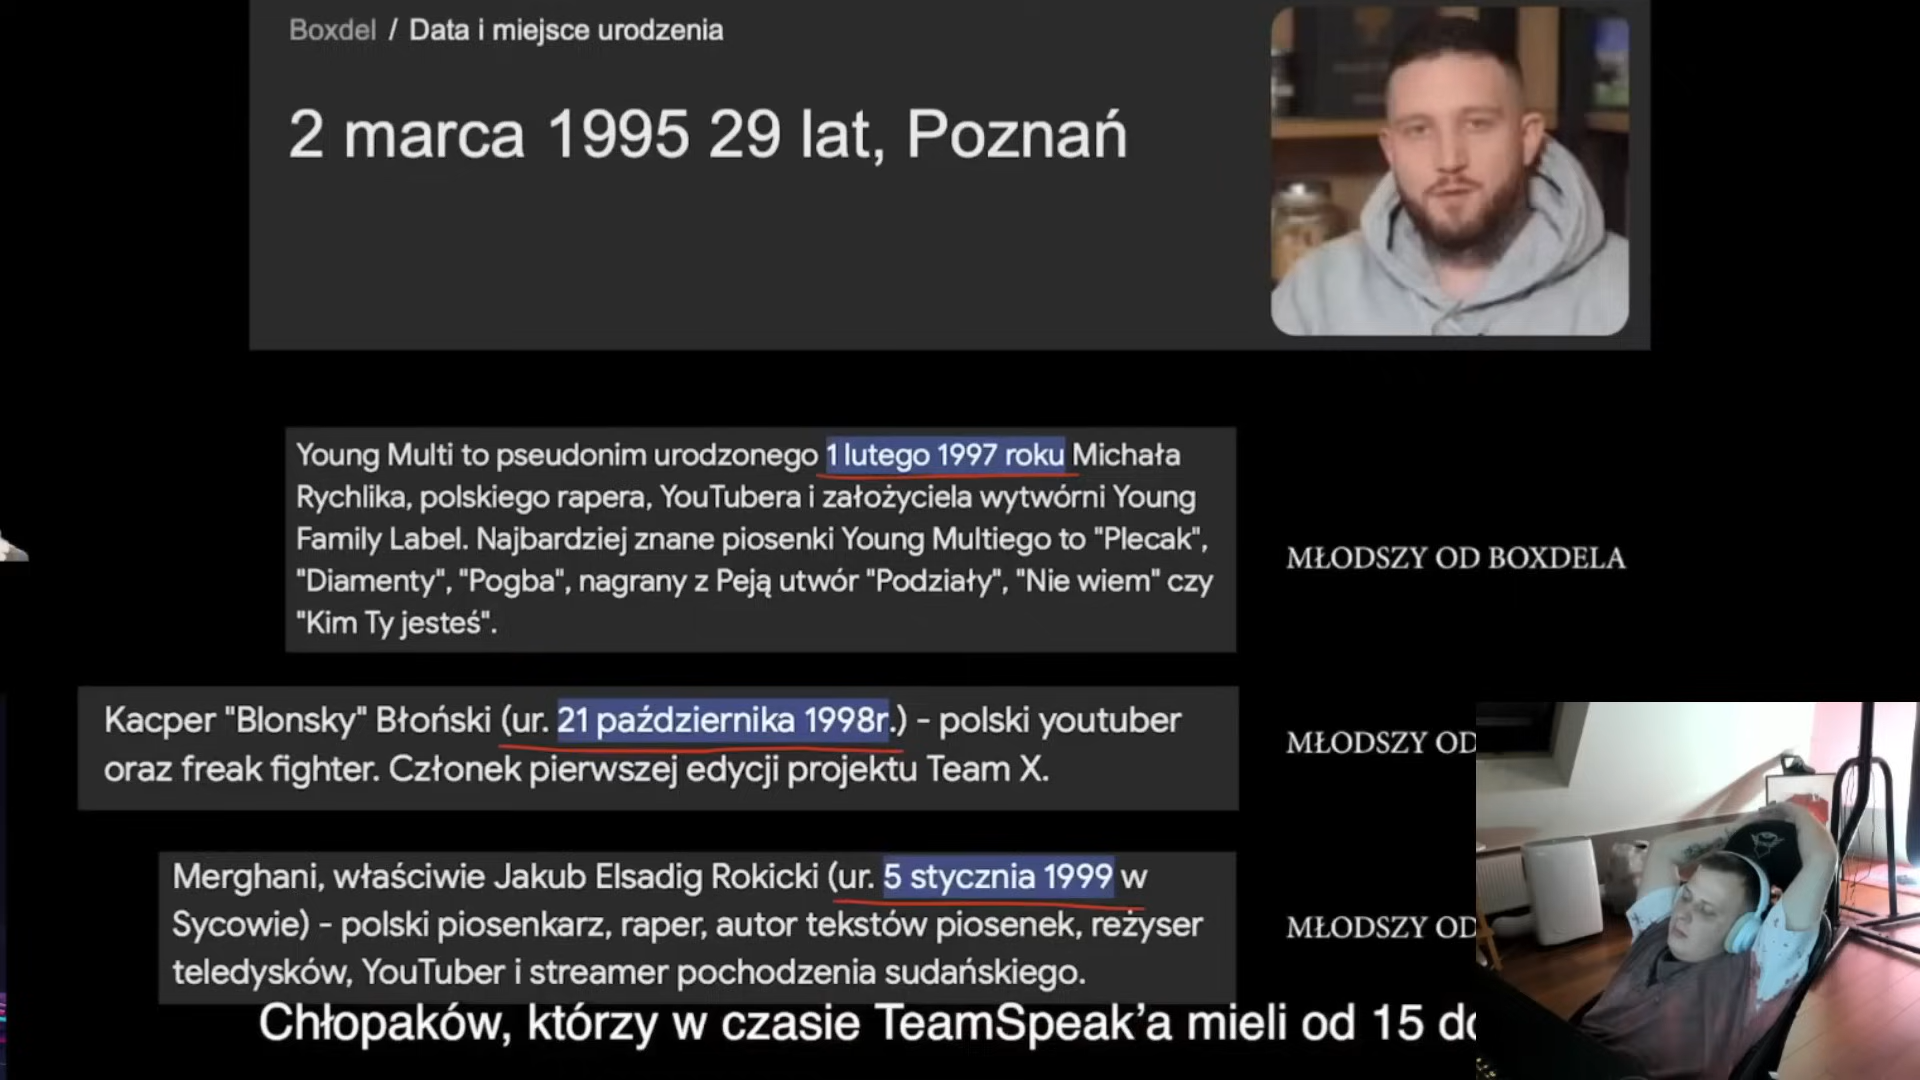 Boxdel / Data i miejsce urodzenia
2 marca 1995 29 lat, Poznań
Young Multi to pseudonim urodzonego 1 lutego 1997 roku Michała
Rychlika, polskiego rapera, YouTubera i założyciela wytwórni Young
Family Label. Najbardziej znane piosenki Young Multiego to "Plecak",
"Diamenty", "Pogba", nagrany z Peją utwór "Podziały", "Nie wiem" czy
"Kim Ty jesteś".
MŁODSZY OD BOXDELA
Kacper "Blonsky" Błoński (ur. 21 października 1998r.) - polski youtuber
oraz freak fighter. Członek pierwszej edycji projektu Team X.
MŁODSZY OD
Merghani, właściwie Jakub Elsadig Rokicki (ur. 5 stycznia 1999 w
Sycowie) - polski piosenkarz, raper, autor tekstów piosenek, reżyser
teledysków, YouTuber i streamer pochodzenia sudańskiego.
MŁODSZY OD
Chłopaków, którzy w czasie TeamSpeak'a mieli od 15